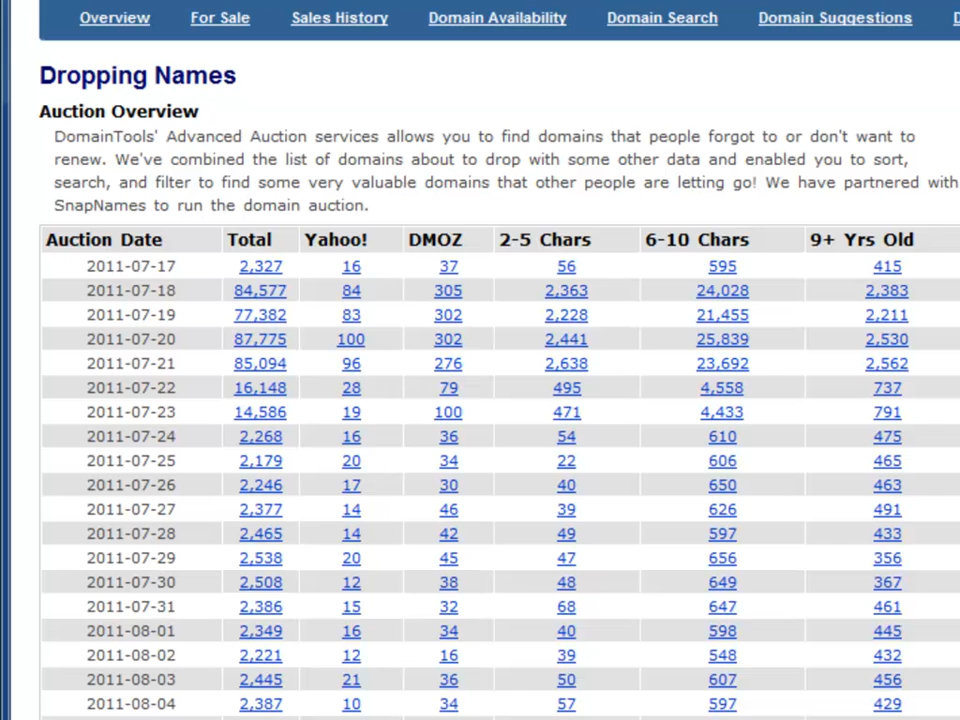 Overview For Sale Sales History Domain Availability Domain Search Domain Suggestions
Dropping Names
Auction Overview
DomainTools' Advanced Auction services allows you to find domains that people forgot to or don't want to
renew. We've combined the list of domains about to drop with some other data and enabled you to sort,
search, and filter to find some very valuable domains that other people are letting go! We have partnered with
SnapNames to run the domain auction.
Auction Date Total Yahoo! DMOZ 2-5 Chars 6-10 Chars 9+ Yrs Old
2011-07-17 2,327 16 37 56 595 415
2011-07-18 84,577 84 305 2,363 24,028 2,383
2011-07-19 77,382 83 302 2,228 21,455 2,211
2011-07-20 87,775 100 302 2,441 25,839 2,530
2011-07-21 85,094 96 276 2,638 23,692 2,562
2011-07-22 16,148 28 79 495 4,558 737
2011-07-23 14,586 19 100 471 4,433 791
2011-07-24 2,268 16 36 54 610 475
2011-07-25 2,179 20 34 22 606 465
2011-07-26 2,246 17 30 40 650 463
2011-07-27 2,377 14 46 39 626 491
2011-07-28 2,465 14 42 49 597 433
2011-07-29 2,538 20 45 47 656 356
2011-07-30 2,508 12 38 48 649 367
2011-07-31 2,386 15 32 68 647 461
2011-08-01 2,349 16 34 40 598 445
2011-08-02 2,221 12 16 39 548 432
2011-08-03 2,445 21 36 50 607 456
2011-08-04 2,387 10 34 57 597 429